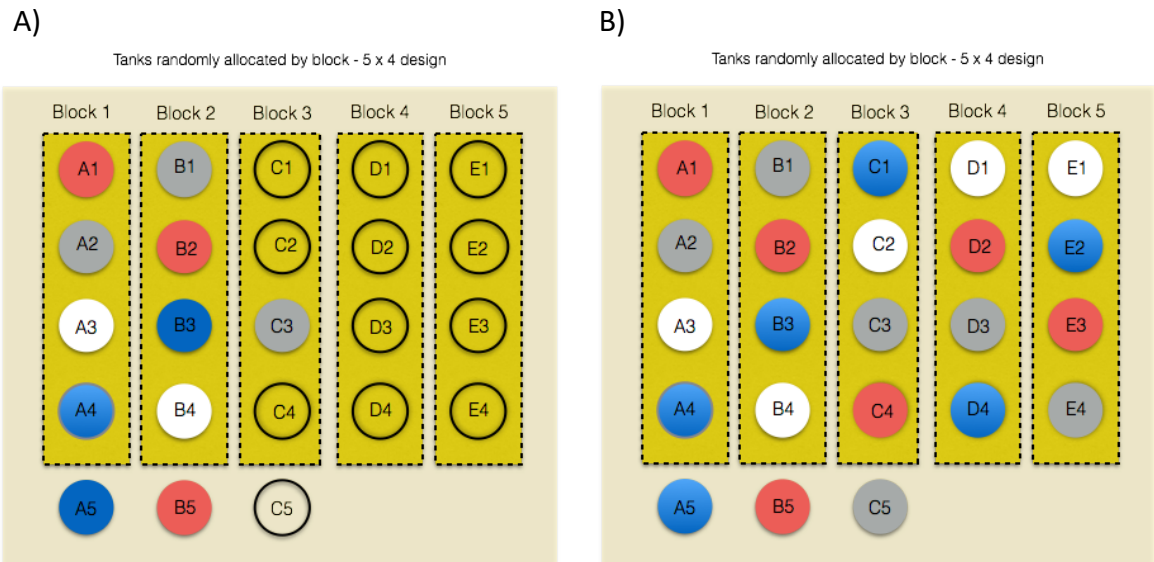 A)
Tanks randomly allocated by block - 5 x 4 design
Block 1 Block 2 Block 3 Block 4 Block 5
A1 B1 C1 D1 E1
A2 B2 C2 D2 E2
A3 B3 C3 D3 E3
A4 B4 C4 D4 E4
A5 B5 C5
B)
Tanks randomly allocated by block - 5 x 4 design
Block 1 Block 2 Block 3 Block 4 Block 5
A1 B1 C1 D1 E1
A2 B2 C2 D2 E2
A3 B3 C3 D3 E3
A4 B4 C4 D4 E4
A5 B5 C5